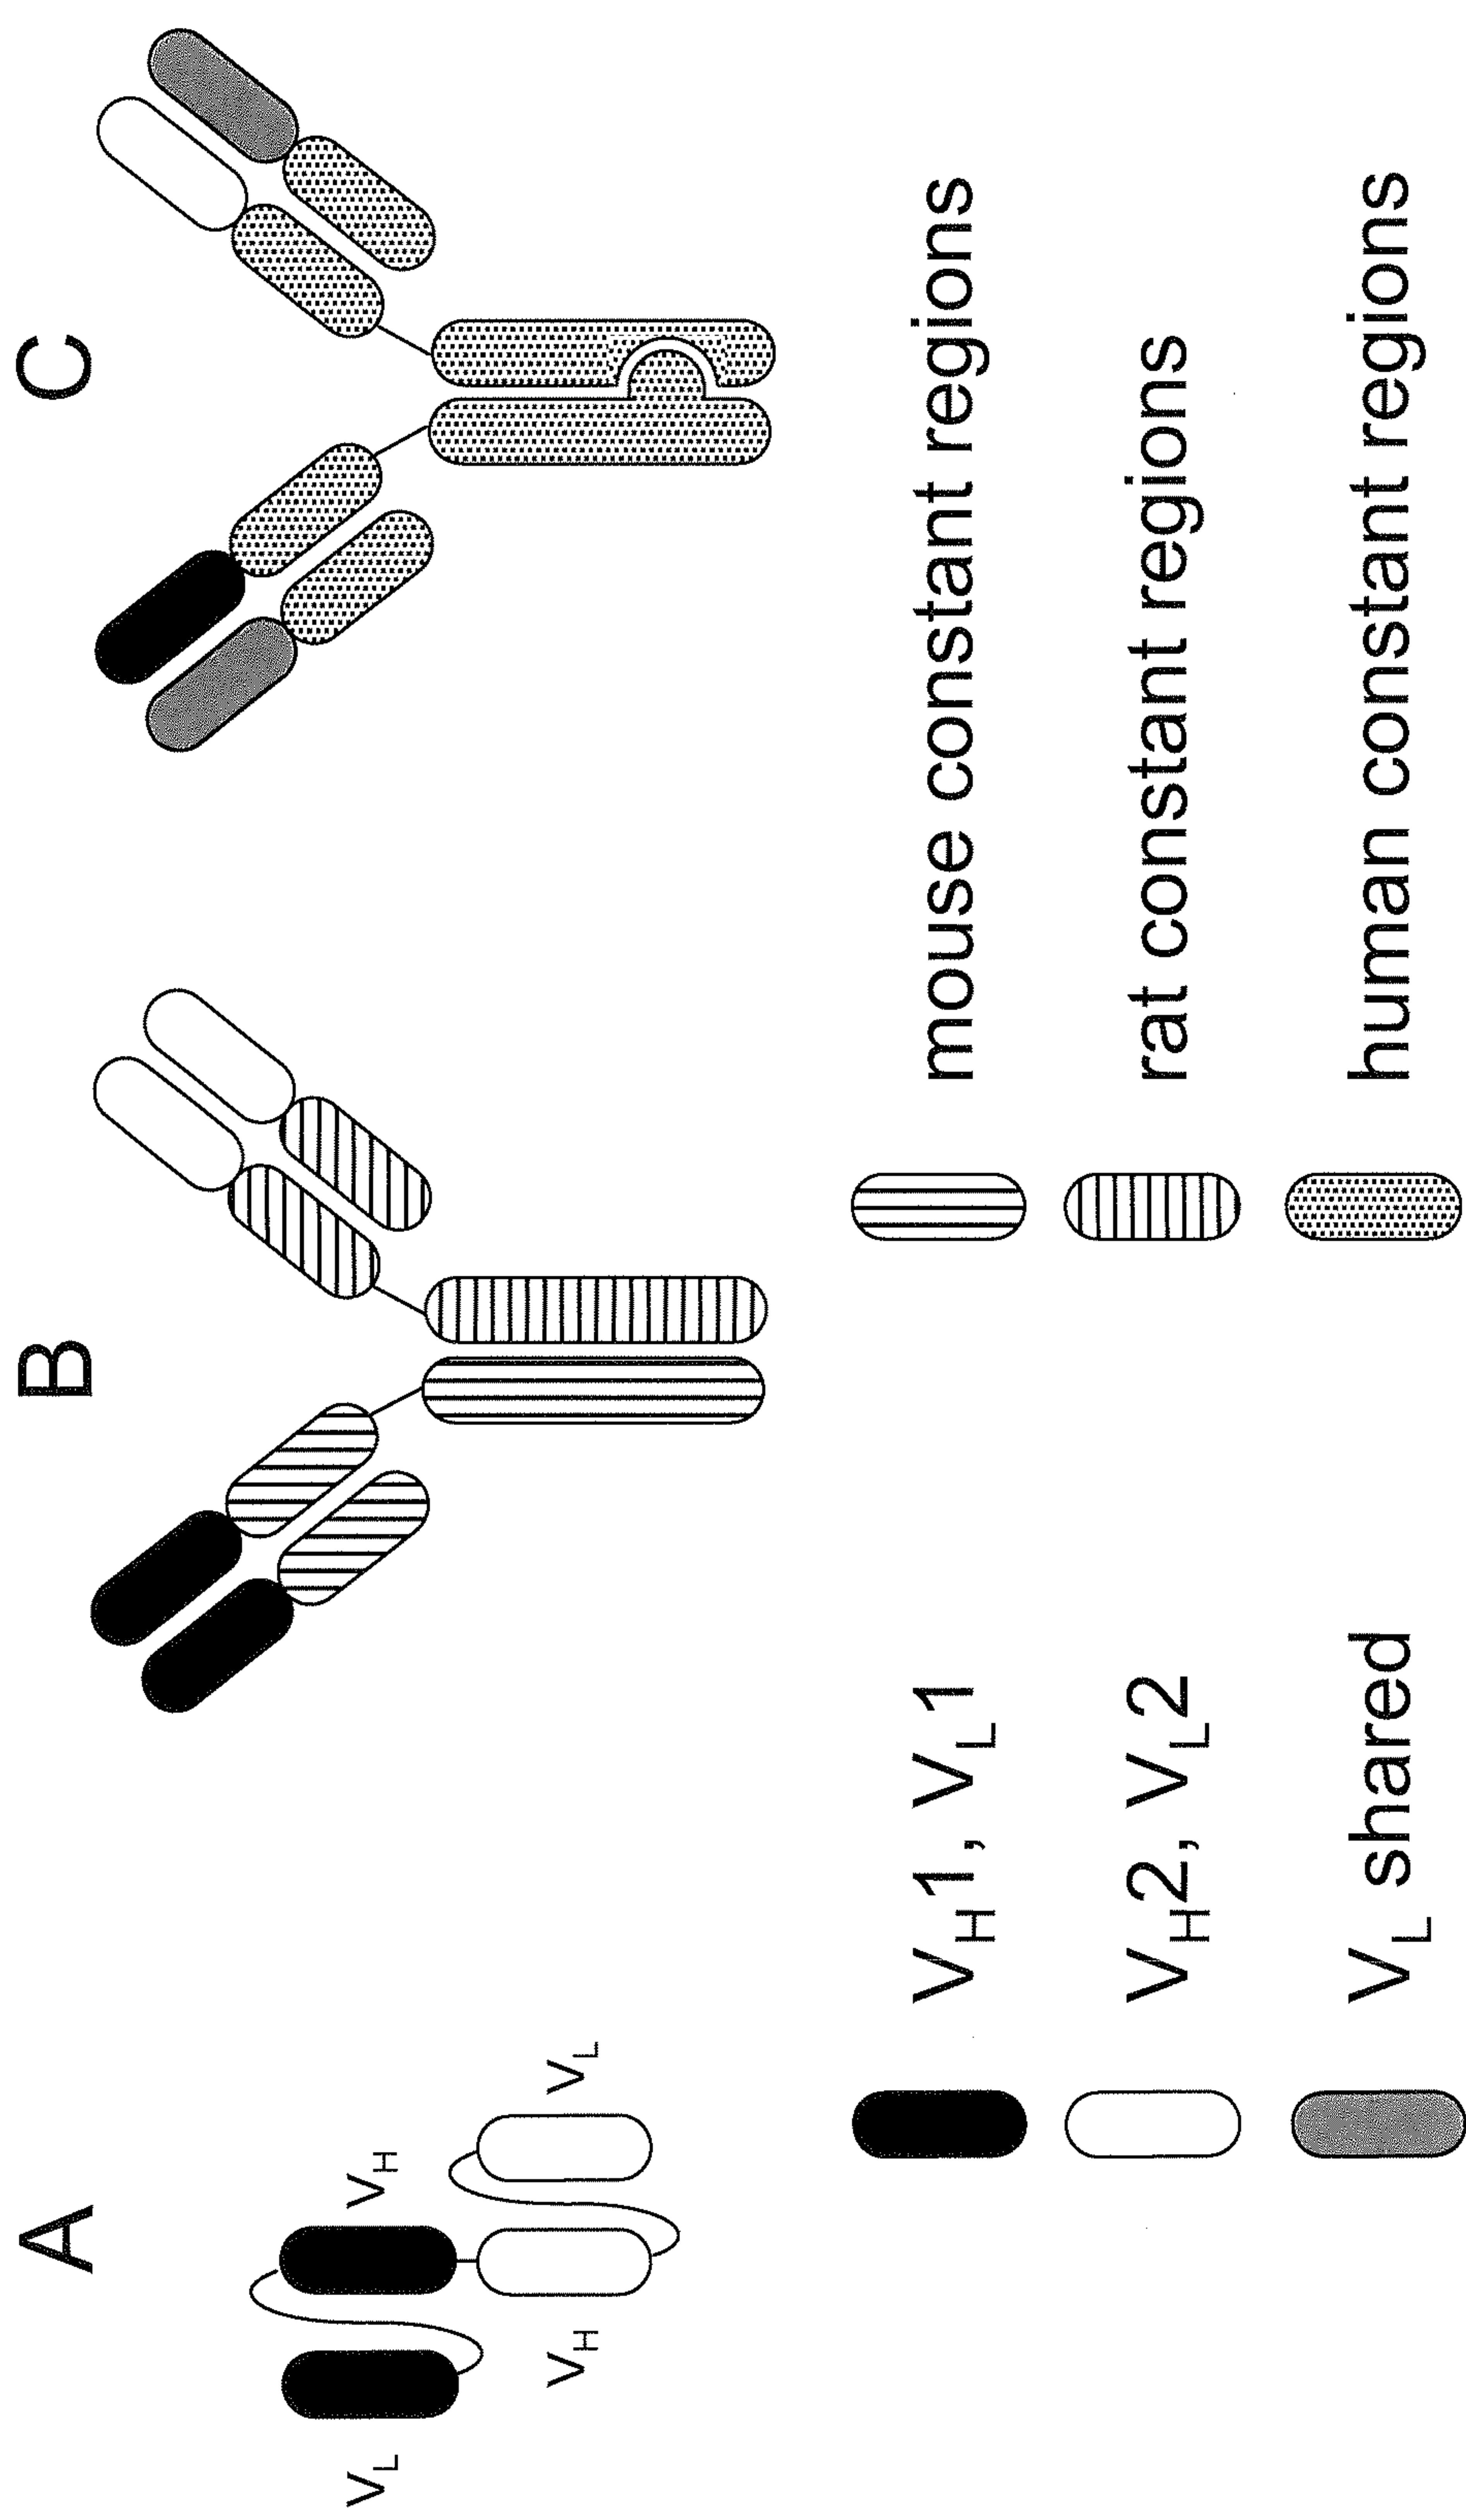 A B C
V_L V_H
V_H V_L
V_H1, V_L1 mouse constant regions
V_H2, V_L2 rat constant regions
V_L shared human constant regions